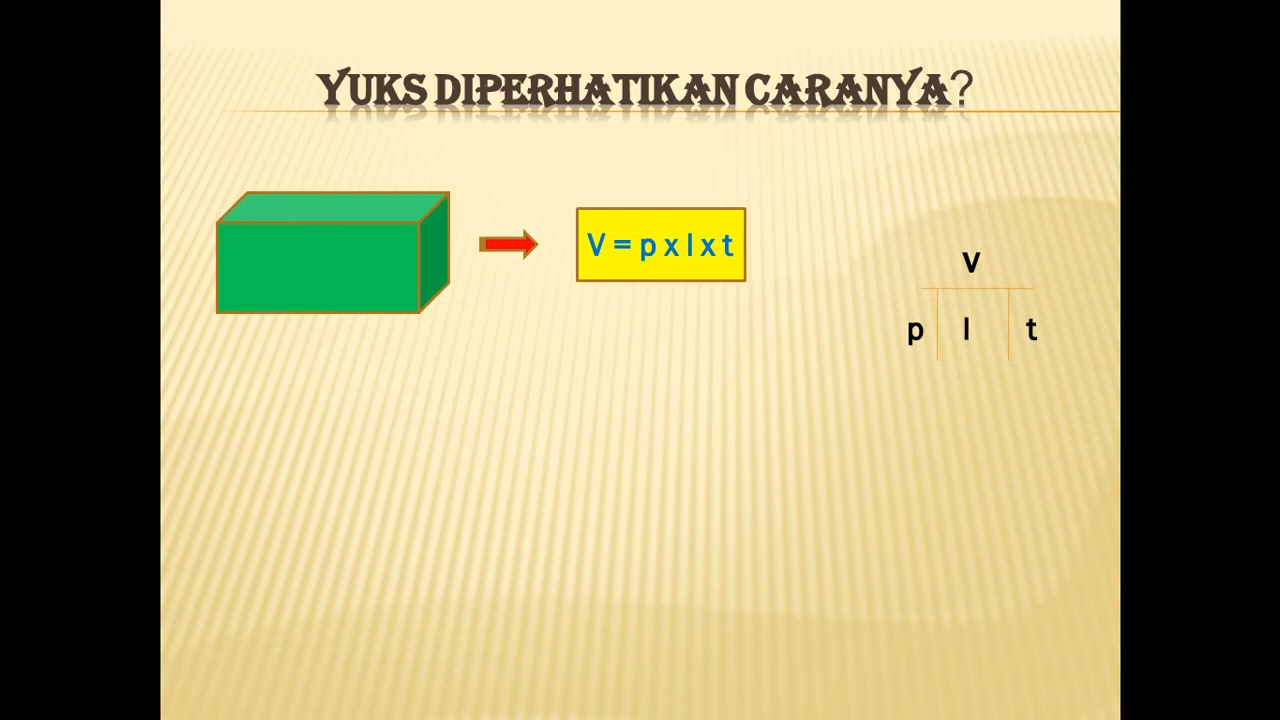 YUKS DIPERHATIKAN CARANYA?
V = p x l x t
V
p l t